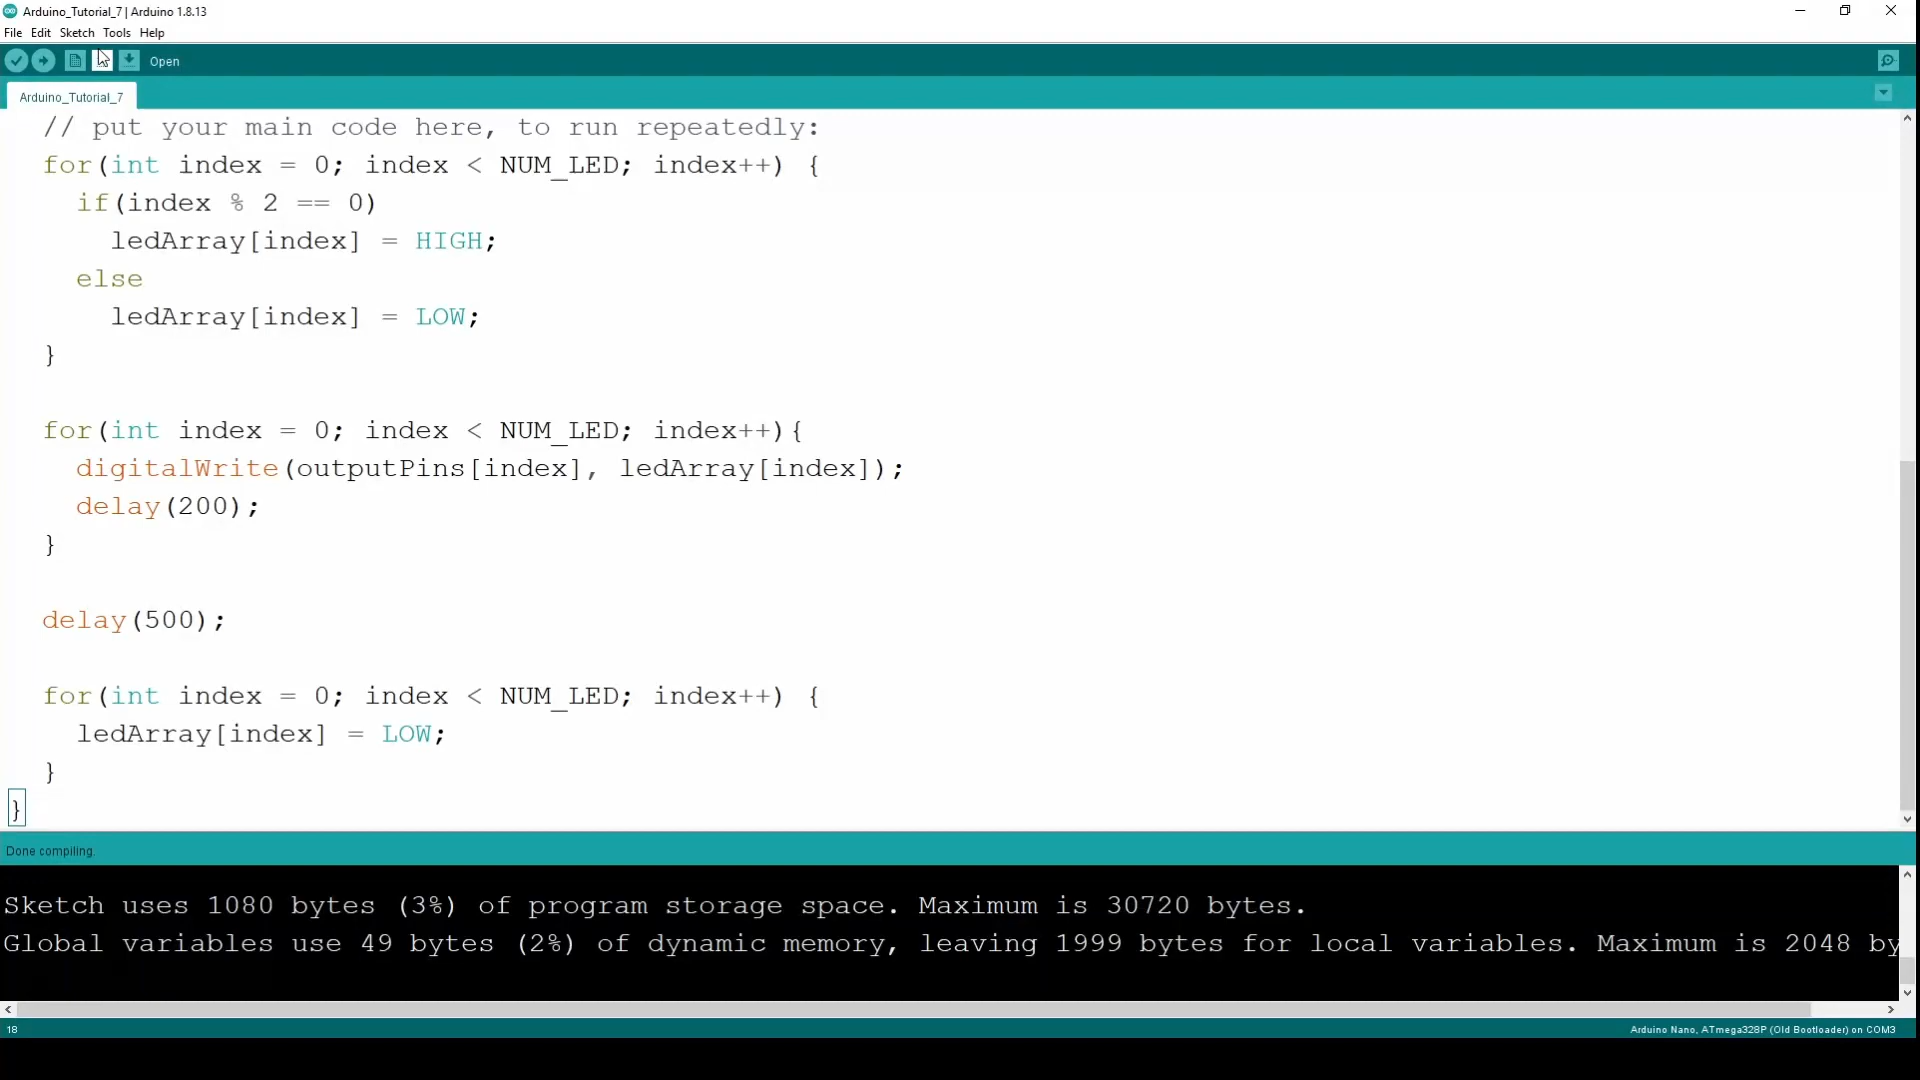 Arduino_Tutorial_7 | Arduino 1.8.13
File Edit Sketch Tools Help
Open
Arduino_Tutorial_7
// put your main code here, to run repeatedly:
for(int index = 0; index < NUM_LED; index++) {
if(index % 2 == 0)
ledArray[index] = HIGH;
else
ledArray[index] = LOW;
}
for(int index = 0; index < NUM_LED; index++){
digitalWrite(outputPins[index], ledArray[index]);
delay(200);
}
delay(500);
for(int index = 0; index < NUM_LED; index++) {
ledArray[index] = LOW;
}
}
Done compiling.
Sketch uses 1080 bytes (3%) of program storage space. Maximum is 30720 bytes.
Global variables use 49 bytes (2%) of dynamic memory, leaving 1999 bytes for local variables. Maximum is 2048 by
18
Arduino Nano, ATmega328P (Old Bootloader) on COM3